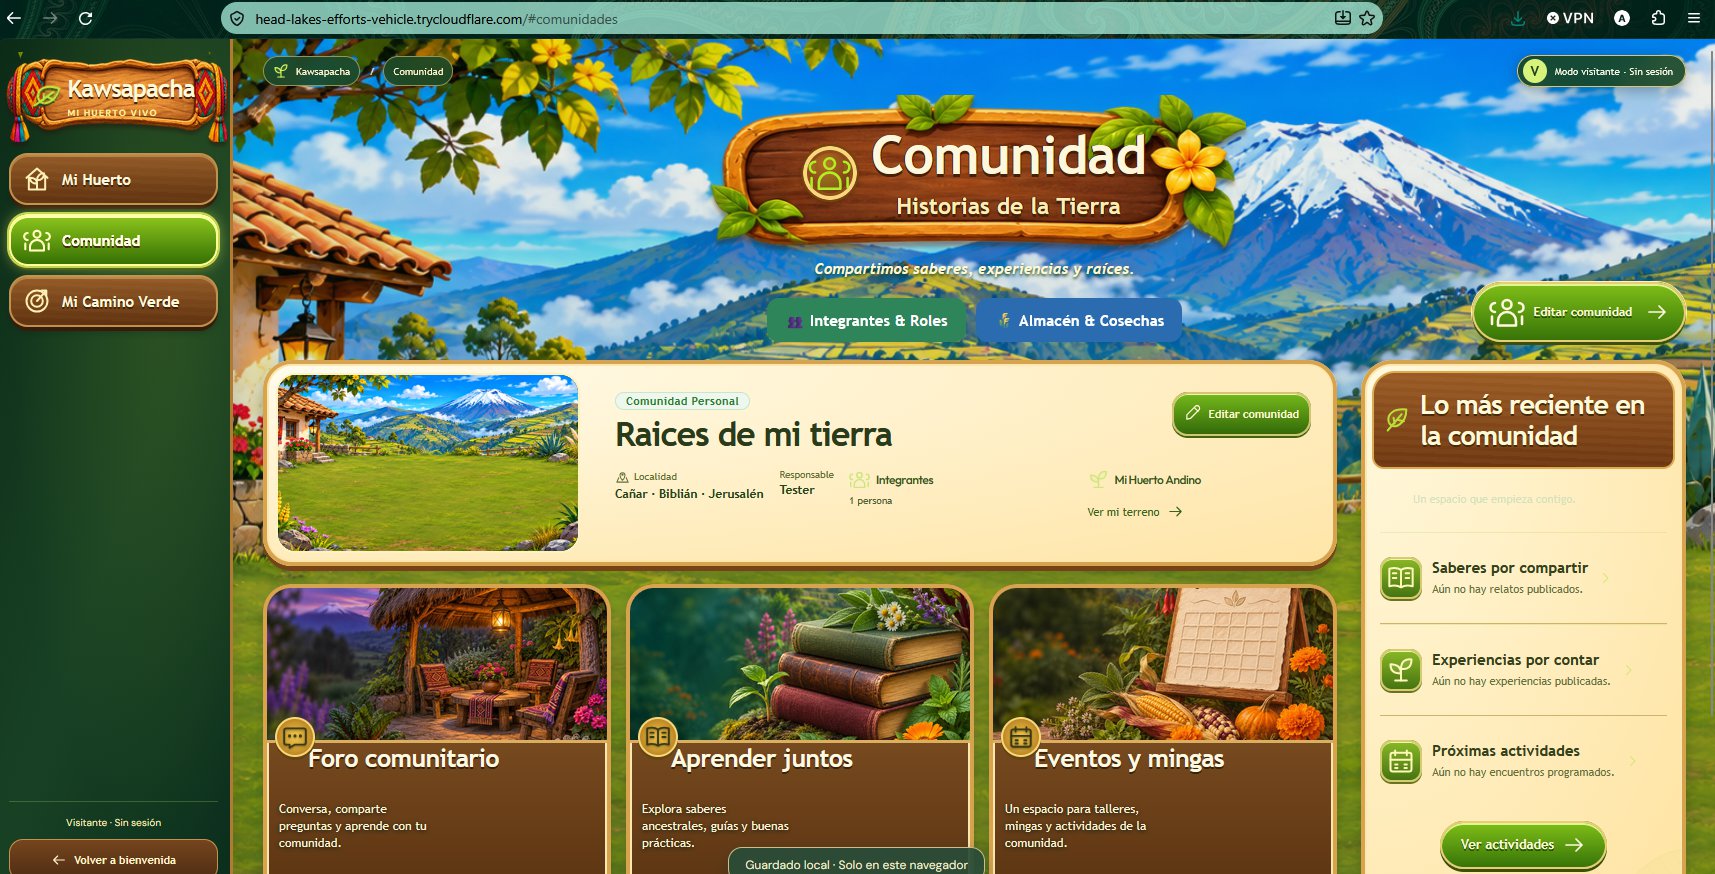 head-lakes-efforts-vehicle.trycloudflare.com/#comunidades
VPN
A
Kawsapacha
MI HUERTO VIVO
Mi Huerto
Comunidad
Mi Camino Verde
Visitante · Sin sesión
← Volver a bienvenida
Kawsapacha / Comunidad
V Modo visitante · Sin sesión
Comunidad
Historias de la Tierra
Compartimos saberes, experiencias y raíces.
Integrantes & Roles
Almacén & Cosechas
Editar comunidad →
Comunidad Personal
Raices de mi tierra
Editar comunidad
Localidad
Cañar · Biblián · Jerusalén
Responsable
Tester
Integrantes
1 persona
Mi Huerto Andino
Ver mi terreno →
Foro comunitario
Conversa, comparte
preguntas y aprende con tu
comunidad.
Aprender juntos
Explora saberes
ancestrales, guías y buenas
prácticas.
Eventos y mingas
Un espacio para talleres,
mingas y actividades de la
comunidad.
Lo más reciente en
la comunidad
Un espacio que empieza contigo.
Saberes por compartir
Aún no hay relatos publicados.
Experiencias por contar
Aún no hay experiencias publicadas.
Próximas actividades
Aún no hay encuentros programados.
Ver actividades →
Guardado local · Solo en este navegador